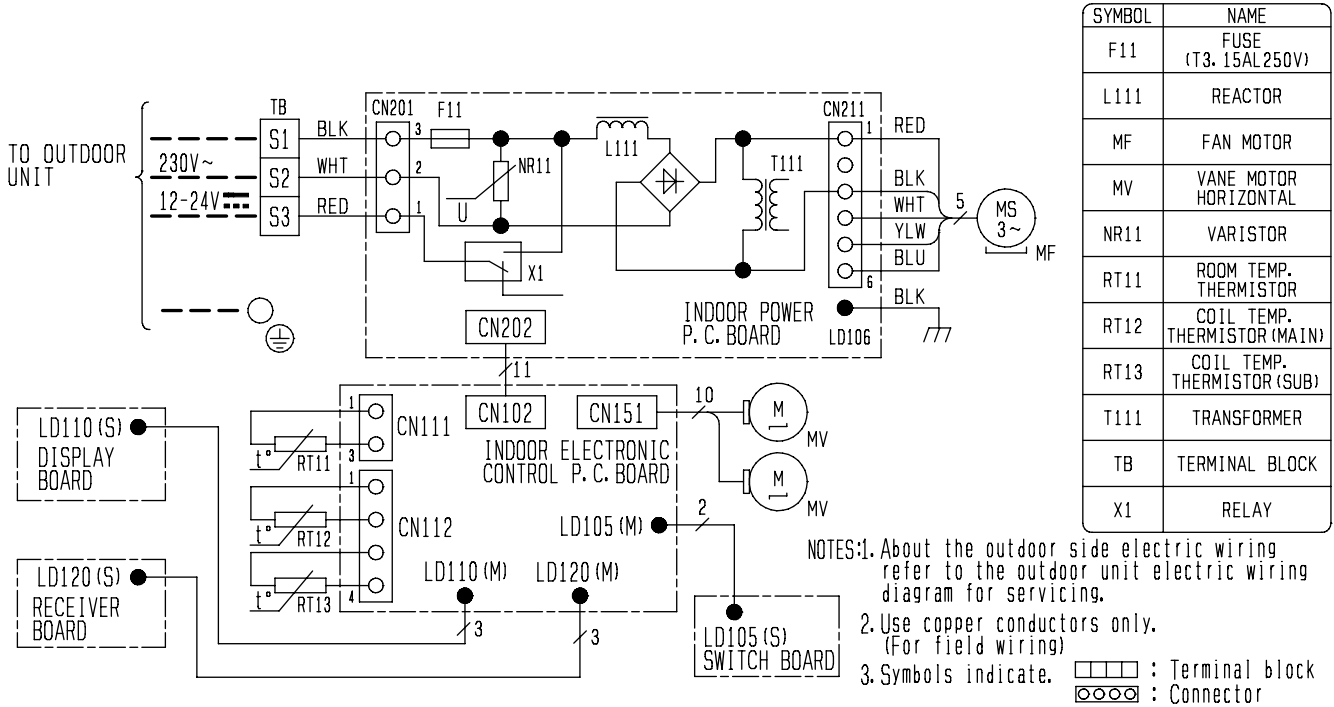 SYMBOL NAME
F11 FUSE
(T3.15AL250V)
L111 REACTOR
MF FAN MOTOR
MV VANE MOTOR
HORIZONTAL
NR11 VARISTOR
RT11 ROOM TEMP.
THERMISTOR
RT12 COIL TEMP.
THERMISTOR(MAIN)
RT13 COIL TEMP.
THERMISTOR(SUB)
T111 TRANSFORMER
TB TERMINAL BLOCK
X1 RELAY
TO OUTDOOR
UNIT
230V~
12-24V
TB
S1
S2
S3
BLK
WHT
RED
CN201
3
2
1
F11
NR11
U
L111
X1
T111
CN211
1
6
RED
BLK
WHT
YLW
BLU
BLK
5
MS
3~
MF
LD106
INDOOR POWER
P.C.BOARD
CN202
11
CN102
CN151
10
M
MV
M
MV
INDOOR ELECTRONIC
CONTROL P.C.BOARD
CN111
1
3
t°
RT11
CN112
1
4
t°
RT12
t°
RT13
LD110(S)
DISPLAY
BOARD
LD120(S)
RECEIVER
BOARD
LD105(M)
2
LD110(M)
LD120(M)
3
3
LD105(S)
SWITCH BOARD
NOTES:1. About the outdoor side electric wiring
refer to the outdoor unit electric wiring
diagram for servicing.
2. Use copper conductors only.
(For field wiring)
3. Symbols indicate.
: Terminal block
: Connector